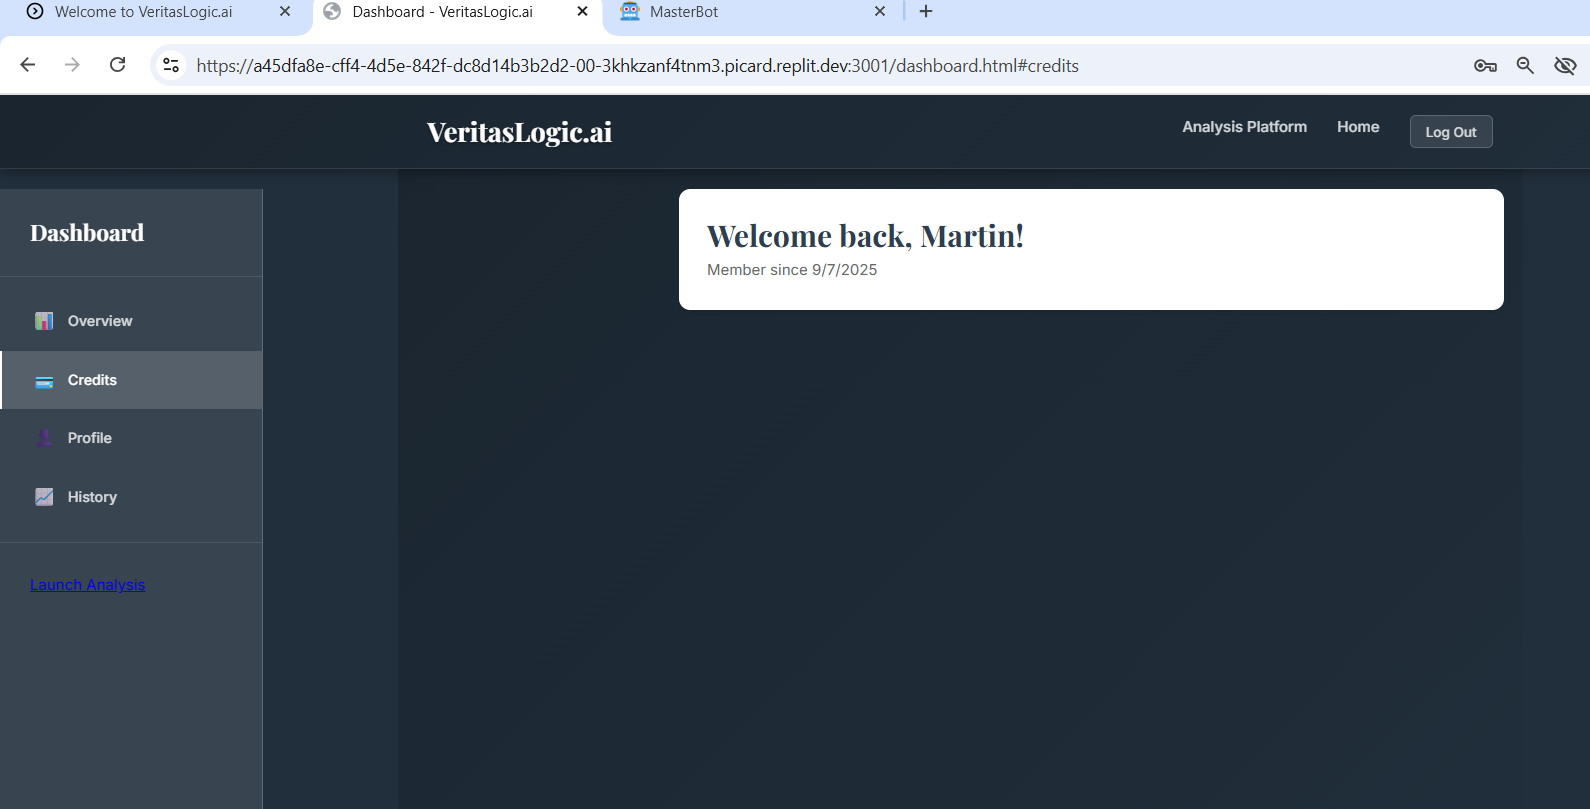 Welcome to VeritasLogic.ai
Dashboard - VeritasLogic.ai
MasterBot
https://a45dfa8e-cff4-4d5e-842f-dc8d14b3b2d2-00-3khkzanf4tnm3.picard.replit.dev:3001/dashboard.html#credits
VeritasLogic.ai
Analysis Platform
Home
Log Out
Dashboard
Overview
Credits
Profile
History
Launch Analysis
Welcome back, Martin!
Member since 9/7/2025